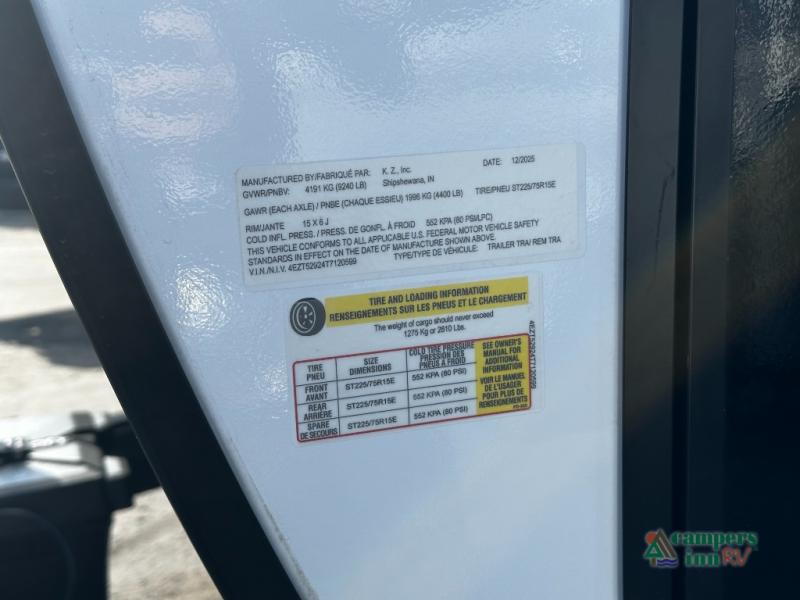 MANUFACTURED BY/FABRIQUÉ PAR: K. Z., Inc. DATE: 12/2025
GVWR/PNBV: 4191 KG (9240 LB) Shipshewana, IN
GAWR (EACH AXLE) / PNBE (CHAQUE ESSIEU) 1996 KG (4400 LB) TIRE/PNEU ST225/75R15E
RIM/JANTE 15 X 6 J
COLD INFL. PRESS. / PRESS. DE GONFL. À FROID 552 KPA (80 PSI/LPC)
THIS VEHICLE CONFORMS TO ALL APPLICABLE U.S. FEDERAL MOTOR VEHICLE SAFETY
STANDARDS IN EFFECT ON THE DATE OF MANUFACTURE SHOWN ABOVE.
V.I.N./N.I.V. 4EZT52924T7120599 TYPE/TYPE DE VÉHICULE: TRAILER TRA/ REM TRA
TIRE AND LOADING INFORMATION
RENSEIGNEMENTS SUR LES PNEUS ET LE CHARGEMENT
The weight of cargo should never exceed
1275 Kg or 2810 Lbs.
TIRE PNEU SIZE DIMENSIONS COLD TIRE PRESSURE PRESSION DES PNEUS À FROID
FRONT AVANT ST225/75R15E 552 KPA (80 PSI)
REAR ARRIÈRE ST225/75R15E 552 KPA (80 PSI)
SPARE DE SECOURS ST225/75R15E 552 KPA (80 PSI)
SEE OWNER'S
MANUAL FOR
ADDITIONAL
INFORMATION
VOIR LE MANUEL
DE L'USAGER
POUR PLUS DE
RENSEIGNEMENTS
4EZT52924T7120599
campers
inn RV